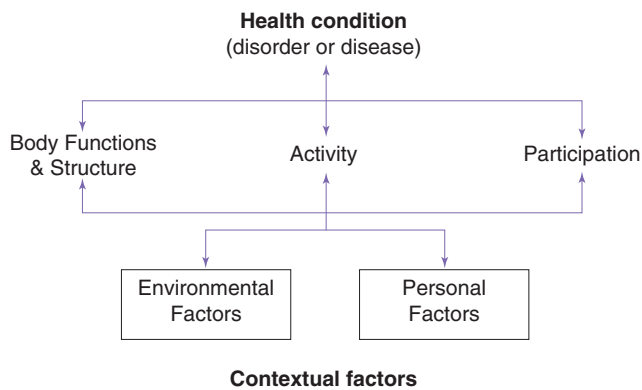 Health condition
(disorder or disease)
Body Functions
& Structure
Activity
Participation
Environmental
Factors
Personal
Factors
Contextual factors